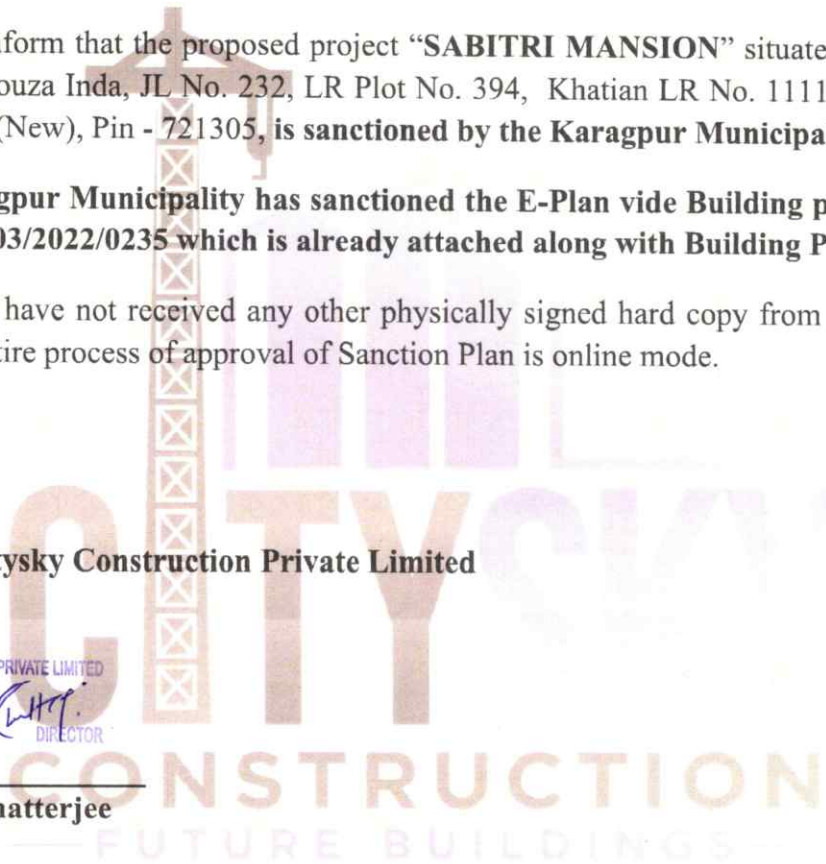 form that the proposed project “SABITRI MANSION” situate
ouza Inda, JL No. 232, LR Plot No. 394, Khatian LR No. 1111
(New), Pin - 721305, is sanctioned by the Karagpur Municipa
gpur Municipality has sanctioned the E-Plan vide Building p
03/2022/0235 which is already attached along with Building P
have not received any other physically signed hard copy from
tire process of approval of Sanction Plan is online mode.
CITYSKY
tysky Construction Private Limited
PRIVATE LIMITED
DIRECTOR
CONSTRUCTION
hatterjee
FUTURE BUILDINGS